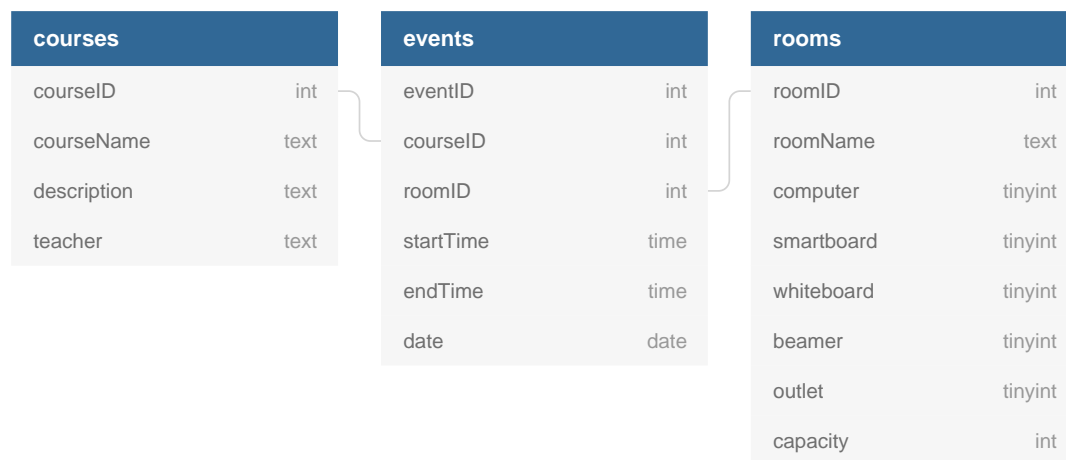 courses
courseID int
courseName text
description text
teacher text
events
eventID int
courseID int
roomID int
startTime time
endTime time
date date
rooms
roomID int
roomName text
computer tinyint
smartboard tinyint
whiteboard tinyint
beamer tinyint
outlet tinyint
capacity int